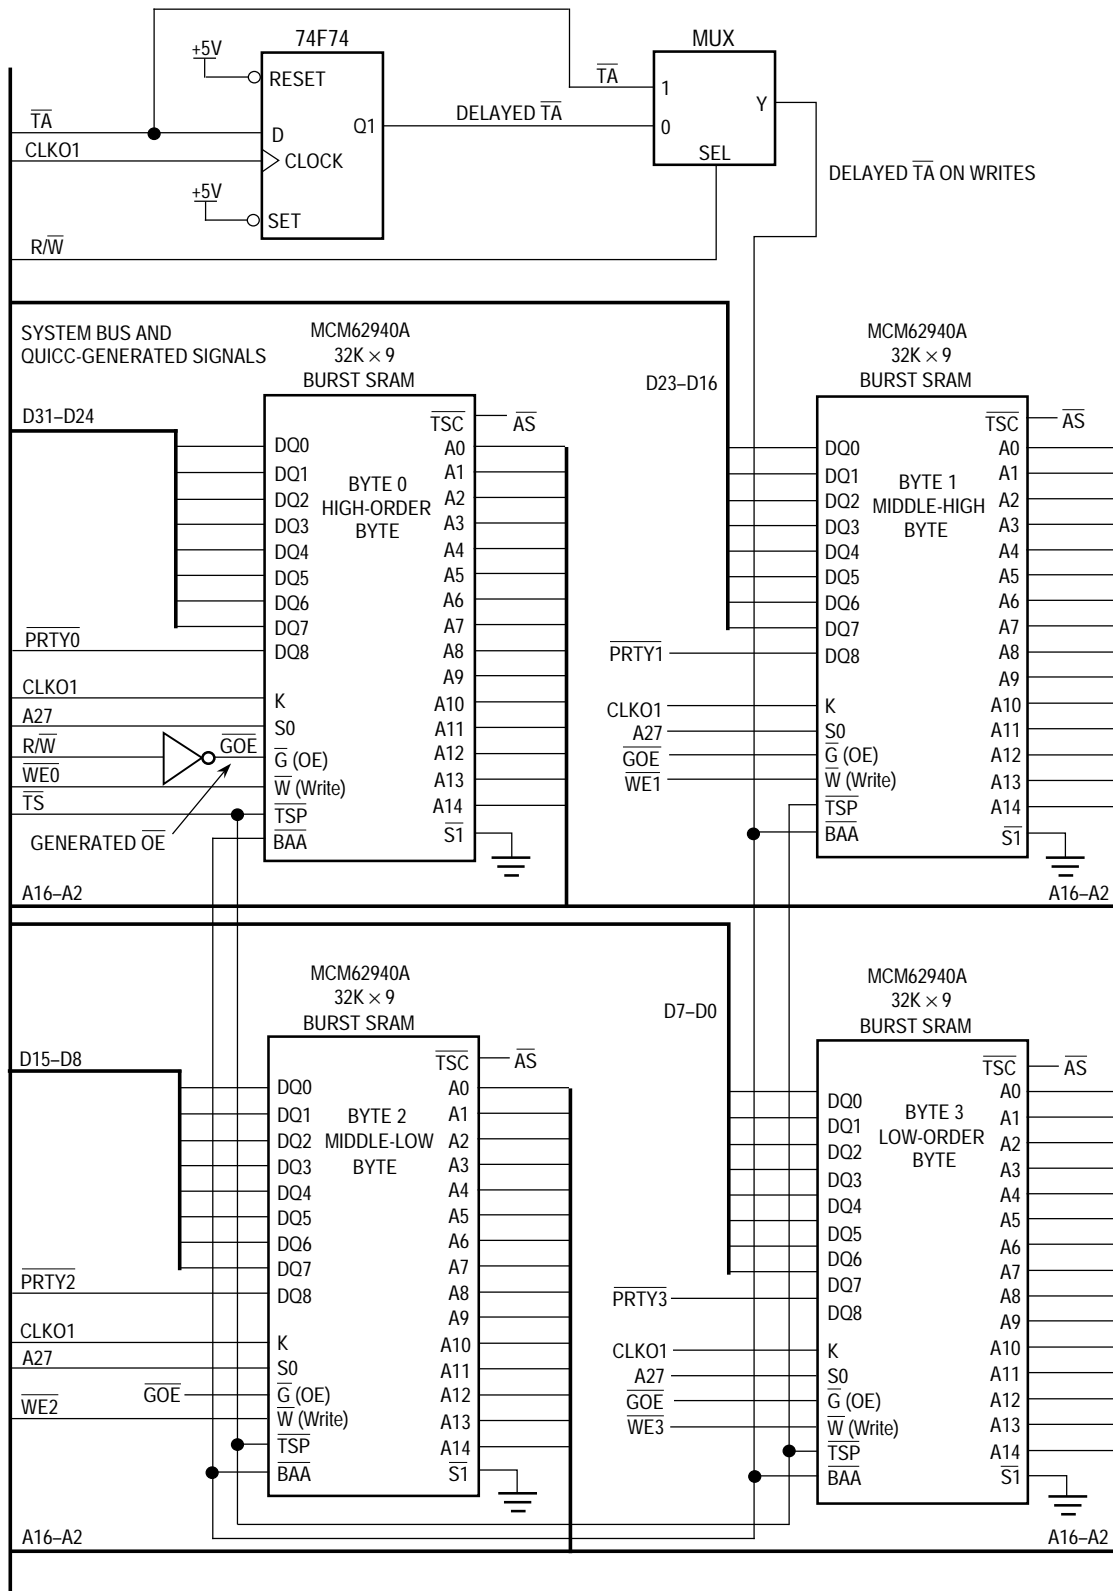 74F74
MUX
+5V
RESET
TA
1
TA
D
Q1
DELAYED TA
0
Y
CLKO1
CLOCK
SEL
DELAYED TA ON WRITES
+5V
SET
R/W
SYSTEM BUS AND
QUICC-GENERATED SIGNALS
MCM62940A
32K × 9
BURST SRAM
D31–D24
TSC
AS
DQ0
DQ1
DQ2
DQ3
DQ4
DQ5
DQ6
DQ7
DQ8
BYTE 0
HIGH-ORDER
BYTE
A0
A1
A2
A3
A4
A5
A6
A7
A8
A9
A10
A11
A12
A13
A14
PRTY0
CLKO1
K
A27
S0
R/W
GOE
G (OE)
WE0
W (Write)
TS
TSP
GENERATED OE
BAA
S1
A16–A2
MCM62940A
32K × 9
BURST SRAM
D23–D16
TSC
AS
DQ0
DQ1
DQ2
DQ3
DQ4
DQ5
DQ6
DQ7
DQ8
BYTE 1
MIDDLE-HIGH
BYTE
A0
A1
A2
A3
A4
A5
A6
A7
A8
A9
A10
A11
A12
A13
A14
PRTY1
CLKO1
K
A27
S0
GOE
G (OE)
WE1
W (Write)
TSP
BAA
S1
A16–A2
MCM62940A
32K × 9
BURST SRAM
D15–D8
TSC
AS
DQ0
DQ1
DQ2
DQ3
DQ4
DQ5
DQ6
DQ7
DQ8
BYTE 2
MIDDLE-LOW
BYTE
A0
A1
A2
A3
A4
A5
A6
A7
A8
A9
A10
A11
A12
A13
A14
PRTY2
CLKO1
K
A27
S0
GOE
G (OE)
WE2
W (Write)
TSP
BAA
S1
A16–A2
MCM62940A
32K × 9
BURST SRAM
D7–D0
TSC
AS
DQ0
DQ1
DQ2
DQ3
DQ4
DQ5
DQ6
DQ7
DQ8
BYTE 3
LOW-ORDER
BYTE
A0
A1
A2
A3
A4
A5
A6
A7
A8
A9
A10
A11
A12
A13
A14
PRTY3
CLKO1
K
A27
S0
GOE
G (OE)
WE3
W (Write)
TSP
BAA
S1
A16–A2